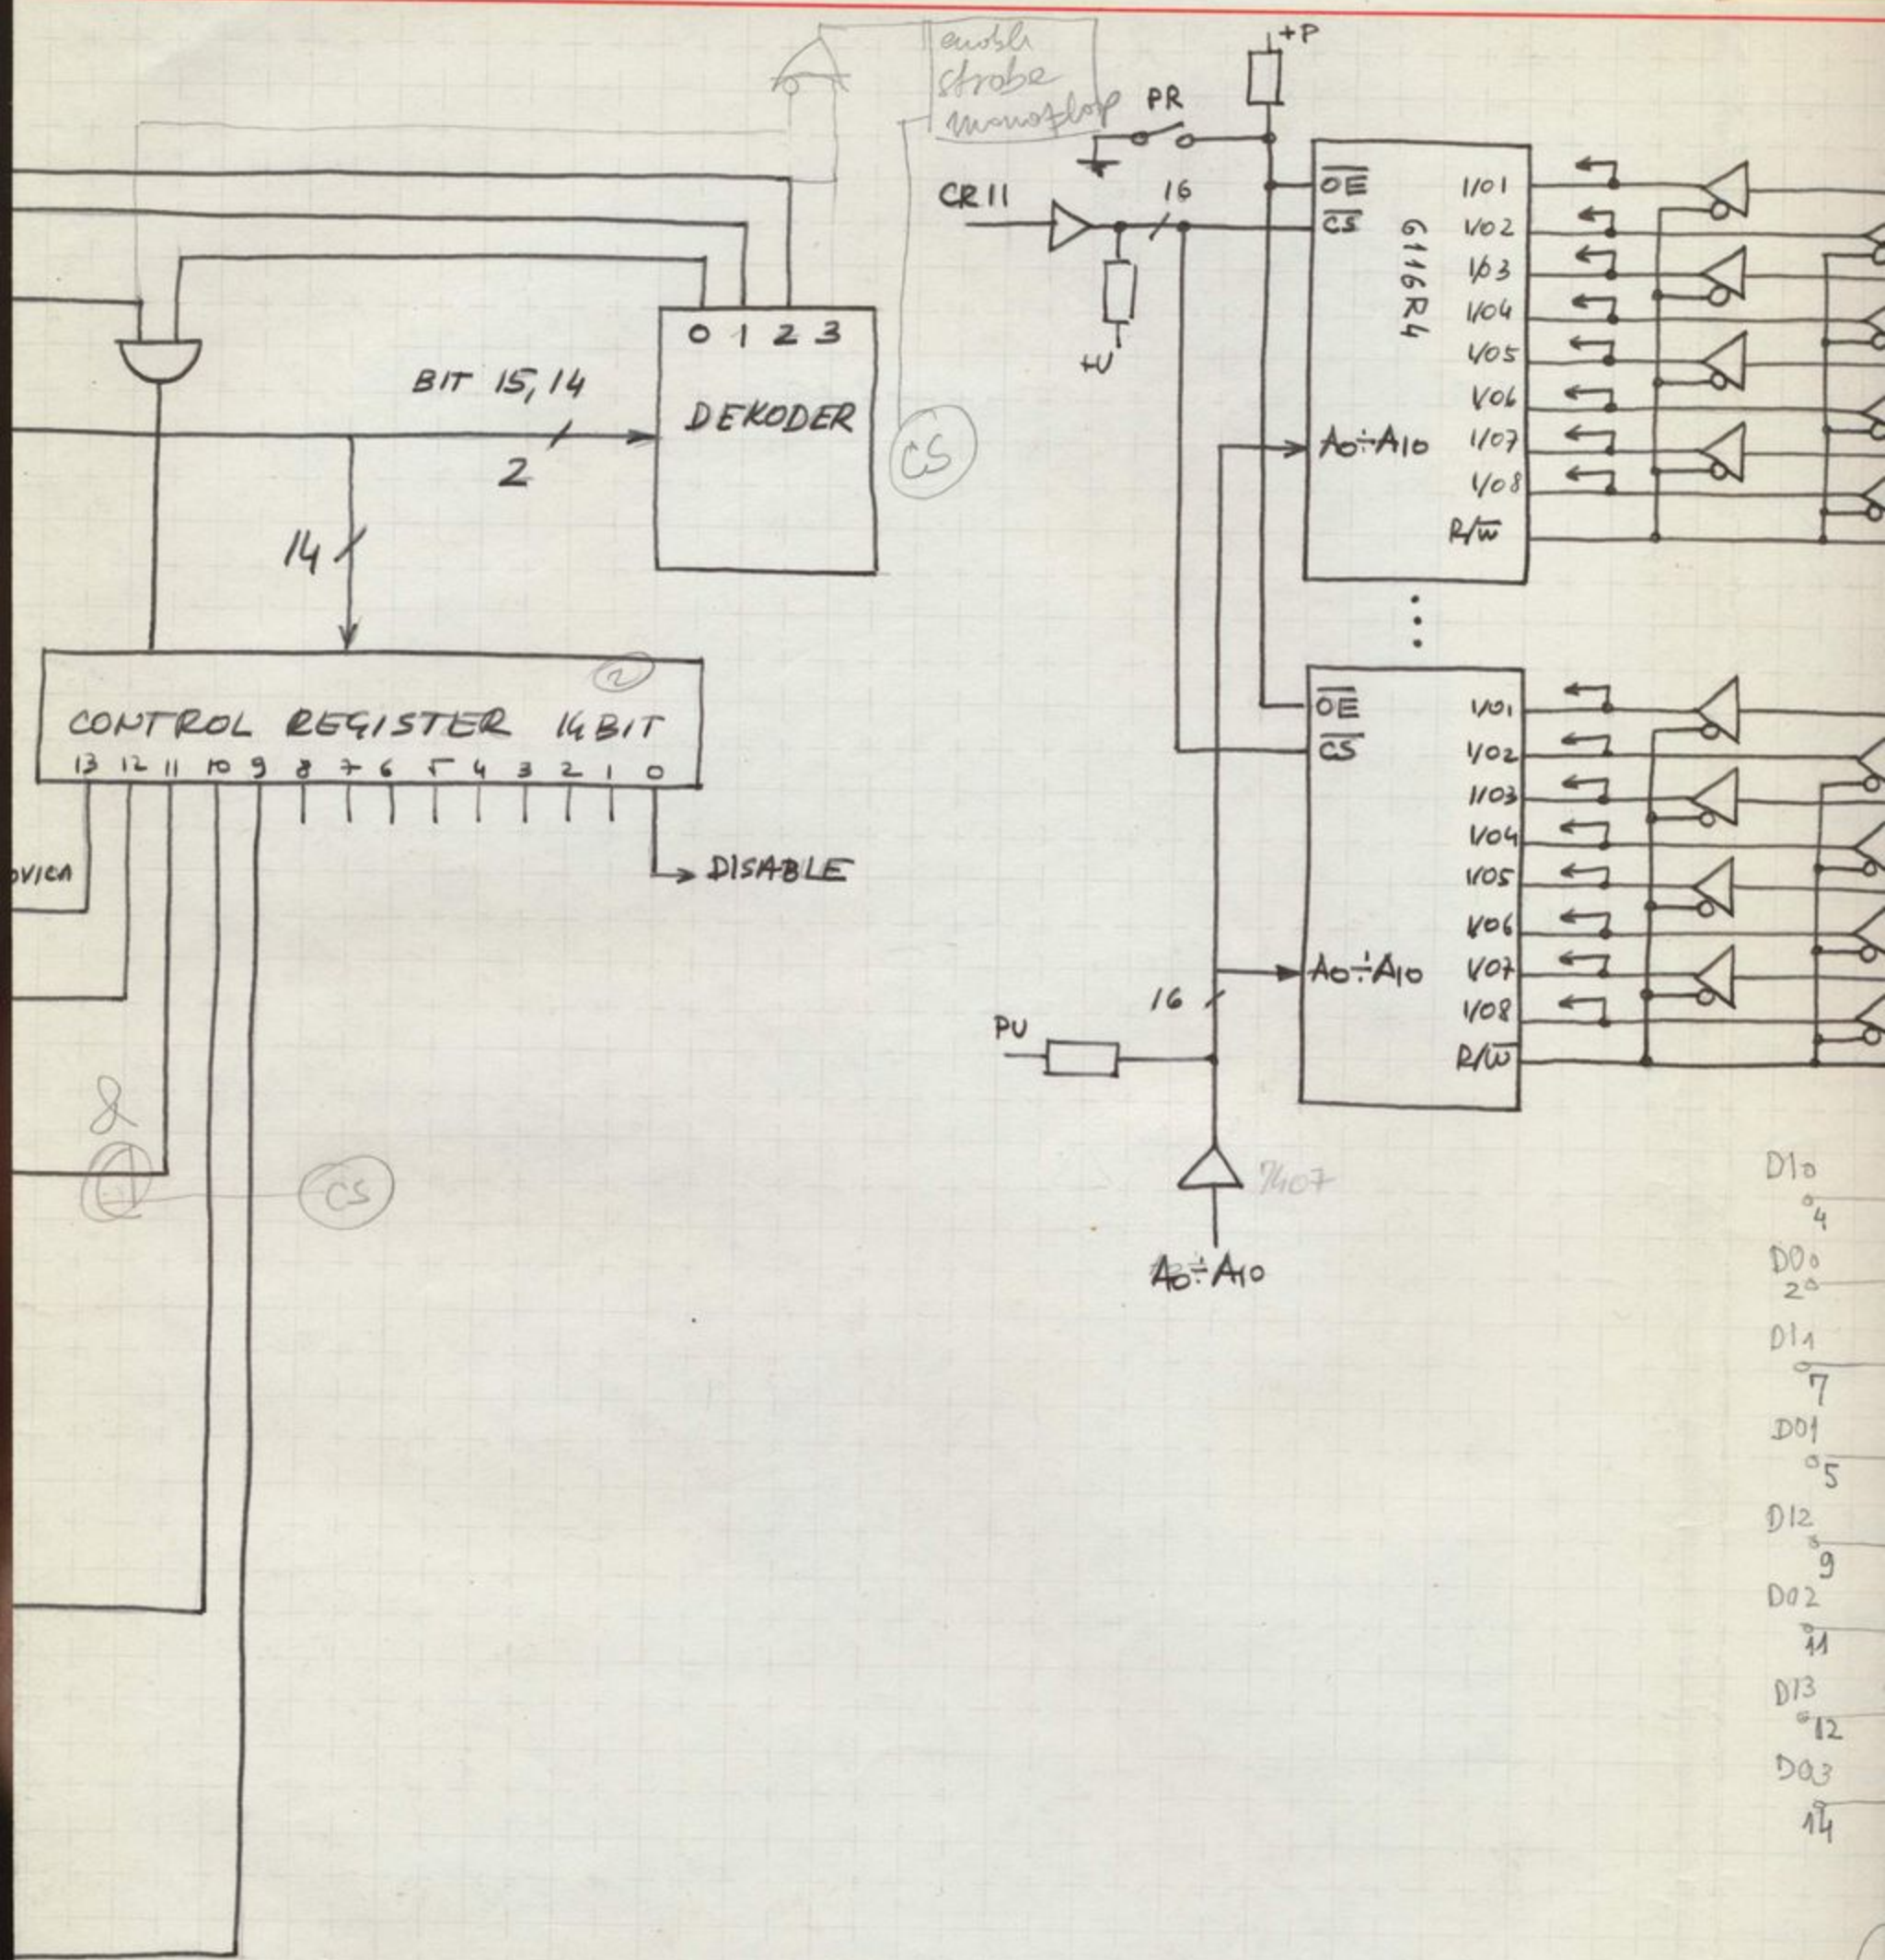 strobe
monoflop
+P
PR
CR11
16
+U
OE
CS
6116R4
I/O1
I/O2
I/O3
I/O4
I/O5
I/O6
A0÷A10
I/O7
I/O8
R/W
0 1 2 3
DEKODER
BIT 15, 14
2
14
CS
2
CONTROL REGISTER 14 BIT
13 12 11 10 9 8 7 6 5 4 3 2 1 0
DISABLE
OVICA
&
CS
OE
CS
I/O1
I/O2
I/O3
I/O4
I/O5
I/O6
A0÷A10
I/O7
I/O8
R/W
16
PU
7407
A0÷A10
DI0
4
DO0
2
DI1
7
DO1
5
DI2
9
DO2
11
DI3
12
DO3
14